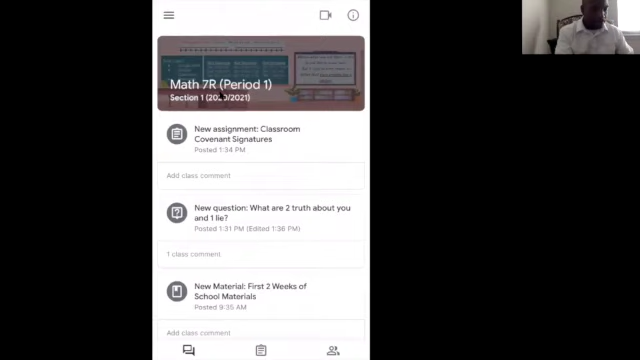 Math 7R (Period 1)
Section 1 (2020/2021)
New assignment: Classroom
Covenant Signatures
Posted 1:34 PM
Add class comment
New question: What are 2 truth about you
and 1 lie?
Posted 1:31 PM (Edited 1:36 PM)
1 class comment
New Material: First 2 Weeks of
School Materials
Posted 9:35 AM
Add class comment